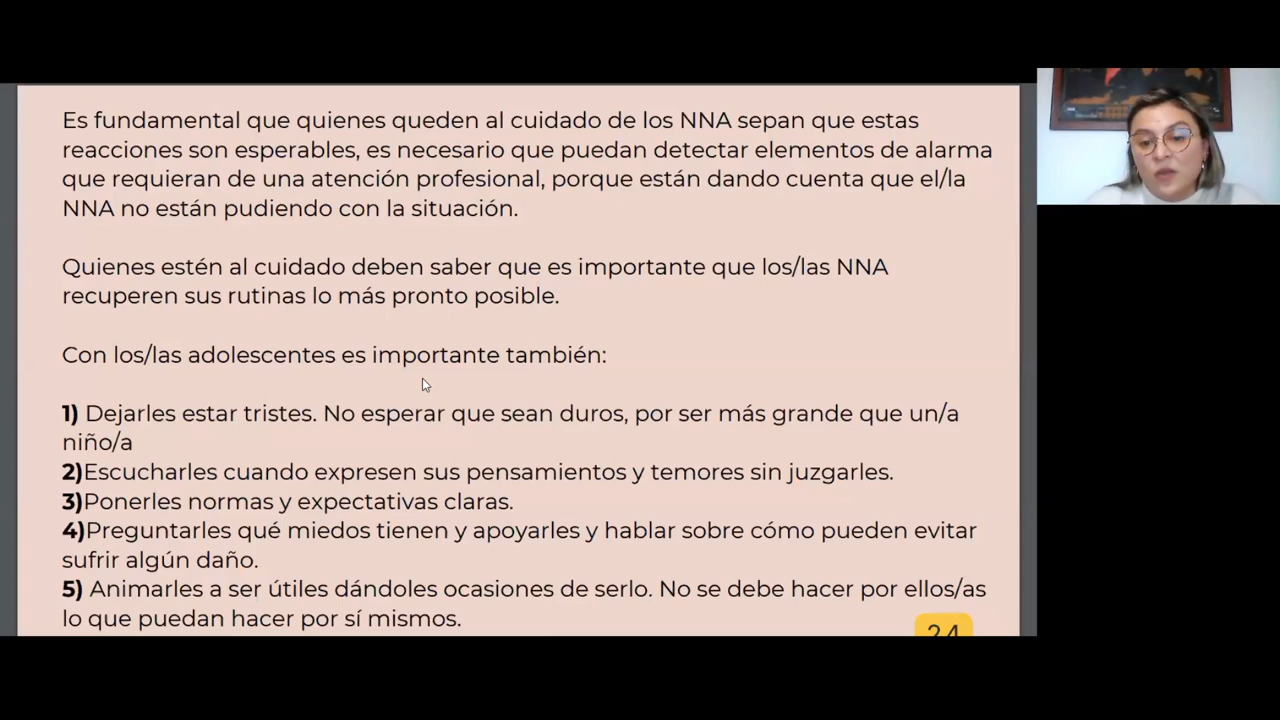 Es fundamental que quienes queden al cuidado de los NNA sepan que estas
reacciones son esperables, es necesario que puedan detectar elementos de alarma
que requieran de una atención profesional, porque están dando cuenta que el/la
NNA no están pudiendo con la situación.
Quienes estén al cuidado deben saber que es importante que los/las NNA
recuperen sus rutinas lo más pronto posible.
Con los/las adolescentes es importante también:
1) Dejarles estar tristes. No esperar que sean duros, por ser más grande que un/a
niño/a
2)Escucharles cuando expresen sus pensamientos y temores sin juzgarles.
3)Ponerles normas y expectativas claras.
4)Preguntarles qué miedos tienen y apoyarles y hablar sobre cómo pueden evitar
sufrir algún daño.
5) Animarles a ser útiles dándoles ocasiones de serlo. No se debe hacer por ellos/as
lo que puedan hacer por sí mismos.
24